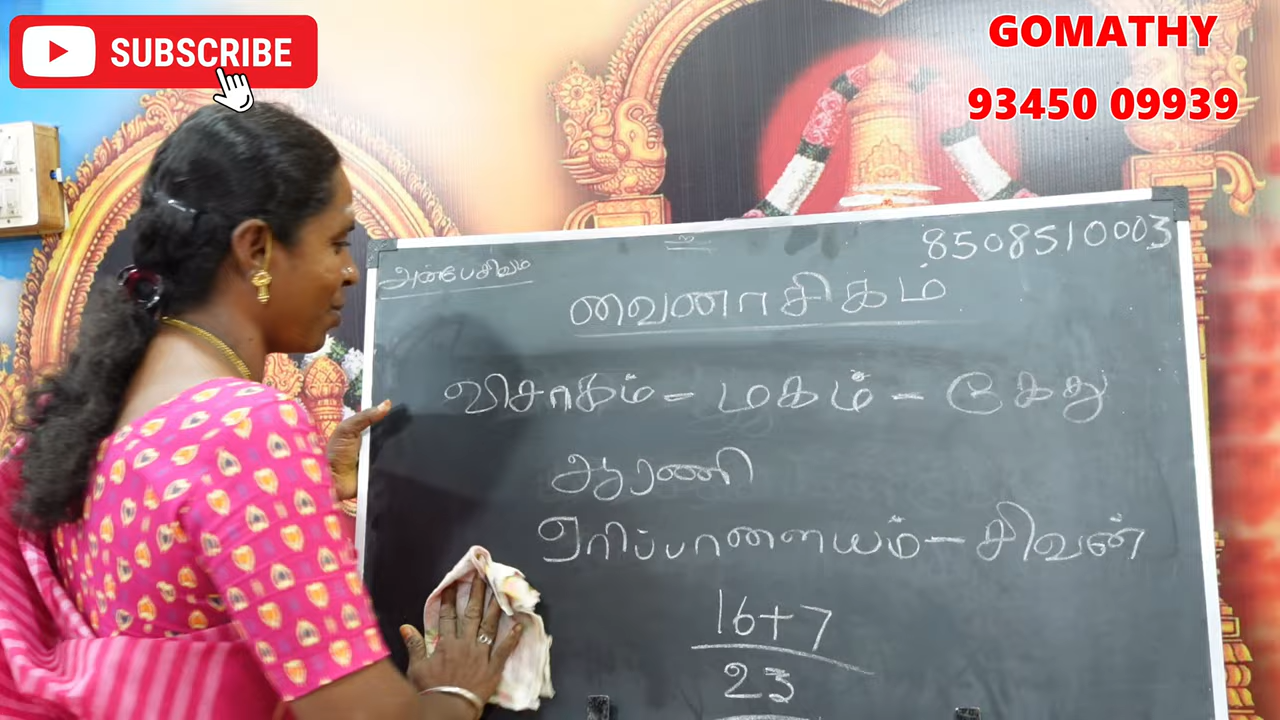 SUBSCRIBE
GOMATHY
93450 09939
உ
8508510003
அன்பேசிவம்
வைனாசிகம்
விசாகம் - மகம் - கேது
ஆரணி
ஏரிப்பாளையம் - சிவன்
16+7
23